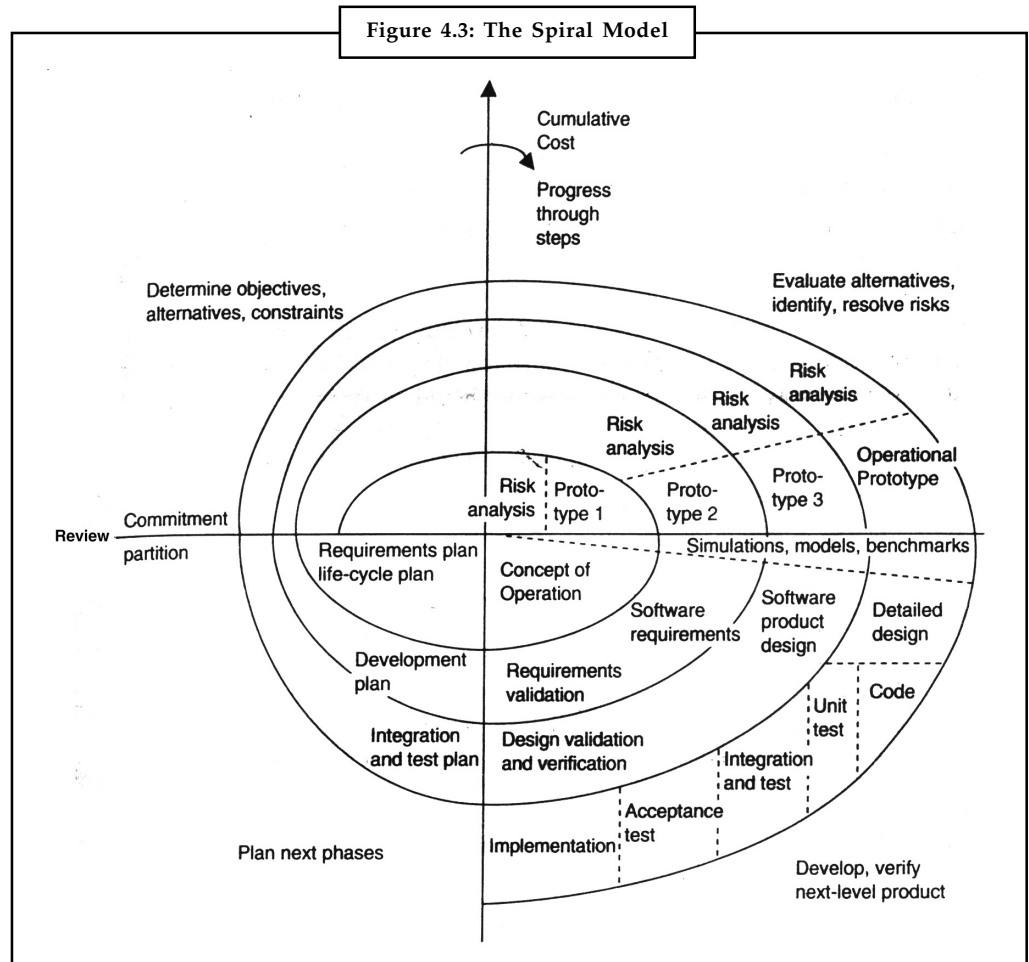 Figure 4.3: The Spiral Model
Cumulative
Cost
Progress
through
steps
Determine objectives,
alternatives, constraints
Evaluate alternatives,
identify, resolve risks
Risk
analysis
Risk
analysis
Risk
analysis
Operational
Prototype
Risk
analysis
Proto-
type 1
Proto-
type 2
Proto-
type 3
Review
Commitment
partition
Requirements plan
life-cycle plan
Concept of
Operation
Simulations, models, benchmarks
Software
requirements
Software
product
design
Detailed
design
Development
plan
Requirements
validation
Unit
test
Code
Integration
and test plan
Design validation
and verification
Integration
and test
Acceptance
test
Implementation
Plan next phases
Develop, verify
next-level product